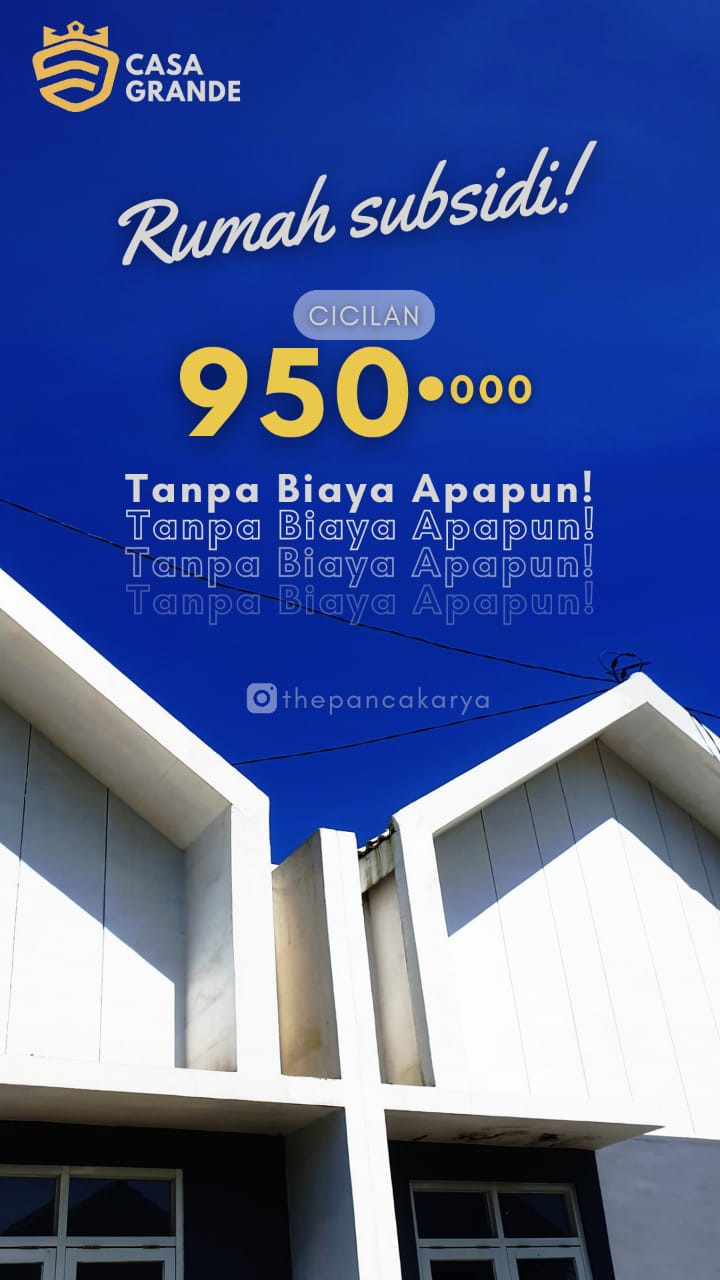 CASA
GRANDE
Rumah subsidi!
CICILAN
950.000
Tanpa Biaya Apapun!
Tanpa Biaya Apapun!
Tanpa Biaya Apapun!
Tanpa Biaya Apapun!
thepancakarya